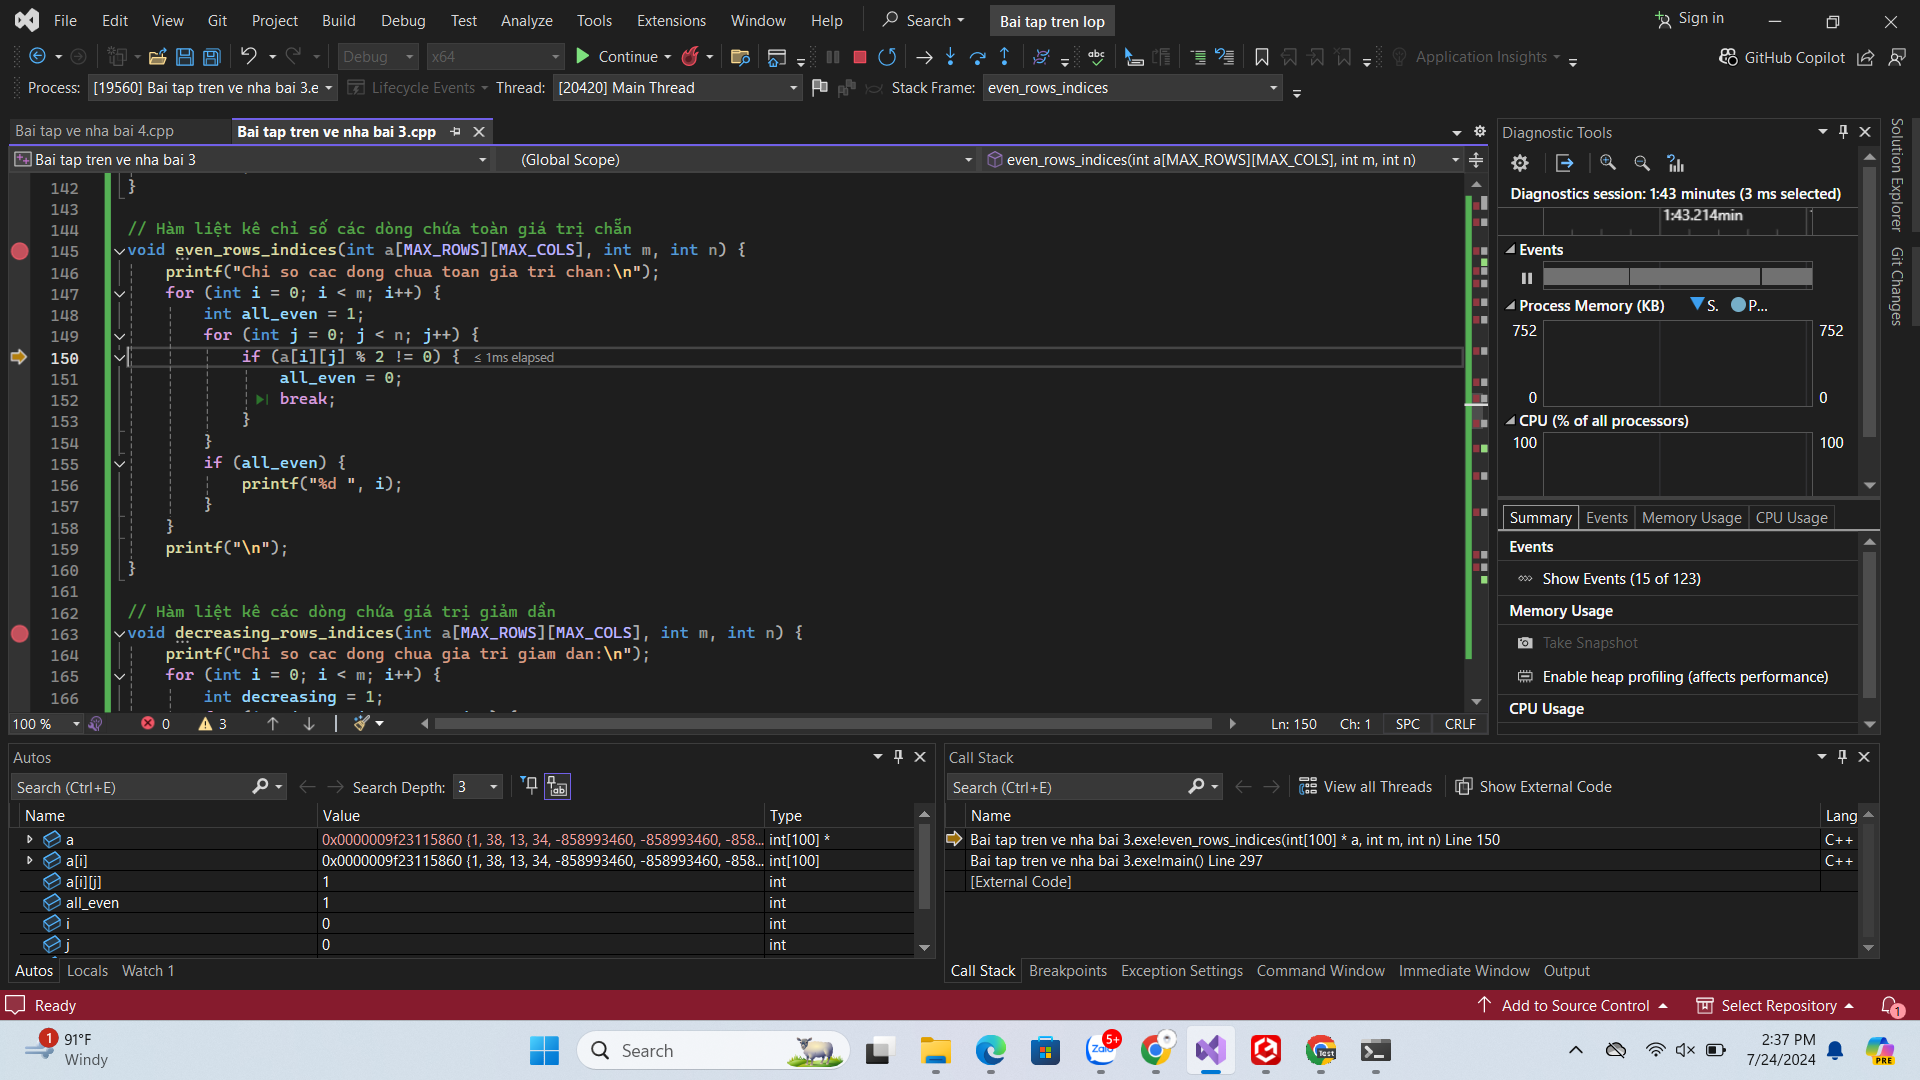 File Edit View Git Project Build Debug Test Analyze Tools Extensions Window Help Search Bai tap tren lop Sign in
Debug x64 Continue Application Insights GitHub Copilot
Process: [19560] Bai tap tren ve nha bai 3.e Lifecycle Events Thread: [20420] Main Thread Stack Frame: even_rows_indices
Bai tap ve nha bai 4.cpp Bai tap tren ve nha bai 3.cpp
Bai tap tren ve nha bai 3 (Global Scope) even_rows_indices(int a[MAX_ROWS][MAX_COLS], int m, int n)
142 }
143
144 // Hàm liệt kê chỉ số các dòng chứa toàn giá trị chẵn
145 void even_rows_indices(int a[MAX_ROWS][MAX_COLS], int m, int n) {
146 printf("Chi so cac dong chua toan gia tri chan:\n");
147 for (int i = 0; i < m; i++) {
148 int all_even = 1;
149 for (int j = 0; j < n; j++) {
150 if (a[i][j] % 2 != 0) { ≤ 1ms elapsed
151 all_even = 0;
152 break;
153 }
154 }
155 if (all_even) {
156 printf("%d ", i);
157 }
158 }
159 printf("\n");
160 }
161
162 // Hàm liệt kê các dòng chứa giá trị giảm dần
163 void decreasing_rows_indices(int a[MAX_ROWS][MAX_COLS], int m, int n) {
164 printf("Chi so cac dong chua gia tri giam dan:\n");
165 for (int i = 0; i < m; i++) {
166 int decreasing = 1;
100 % 0 3 Ln: 150 Ch: 1 SPC CRLF
Diagnostic Tools
Diagnostics session: 1:43 minutes (3 ms selected)
1:43.214min
Events
Process Memory (KB) S. P...
752 752
0 0
CPU (% of all processors)
100 100
Summary Events Memory Usage CPU Usage
Events
Show Events (15 of 123)
Memory Usage
Take Snapshot
Enable heap profiling (affects performance)
CPU Usage
Solution Explorer
Git Changes
Autos
Search (Ctrl+E) Search Depth: 3
Name Value Type
a 0x0000009f23115860 {1, 38, 13, 34, -858993460, -858993460, -858... int[100] *
a[i] 0x0000009f23115860 {1, 38, 13, 34, -858993460, -858993460, -858... int[100]
a[i][j] 1 int
all_even 1 int
i 0 int
j 0 int
Autos Locals Watch 1
Call Stack
Search (Ctrl+E) View all Threads Show External Code
Name Lang
Bai tap tren ve nha bai 3.exe!even_rows_indices(int[100] * a, int m, int n) Line 150 C++
Bai tap tren ve nha bai 3.exe!main() Line 297 C++
[External Code]
Call Stack Breakpoints Exception Settings Command Window Immediate Window Output
Ready Add to Source Control Select Repository 1
1 91°F
Windy
Search
Zalo 5+
Test
PRE
2:37 PM
7/24/2024